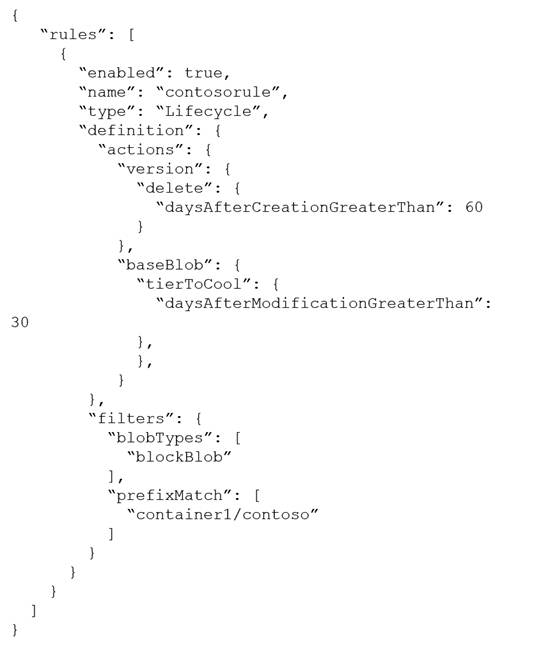 {
“rules”: [
{
“enabled”: true,
“name”: “contosorule”,
“type”: “Lifecycle”,
“definition”: {
“actions”: {
“version”: {
“delete”: {
“daysAfterCreationGreaterThan”: 60
}
},
“baseBlob”: {
“tierToCool”: {
“daysAfterModificationGreaterThan”:
30
},
},
}
},
“filters”: {
“blobTypes”: [
“blockBlob”
],
“prefixMatch”: [
“container1/contoso”
]
}
}
}
]
}